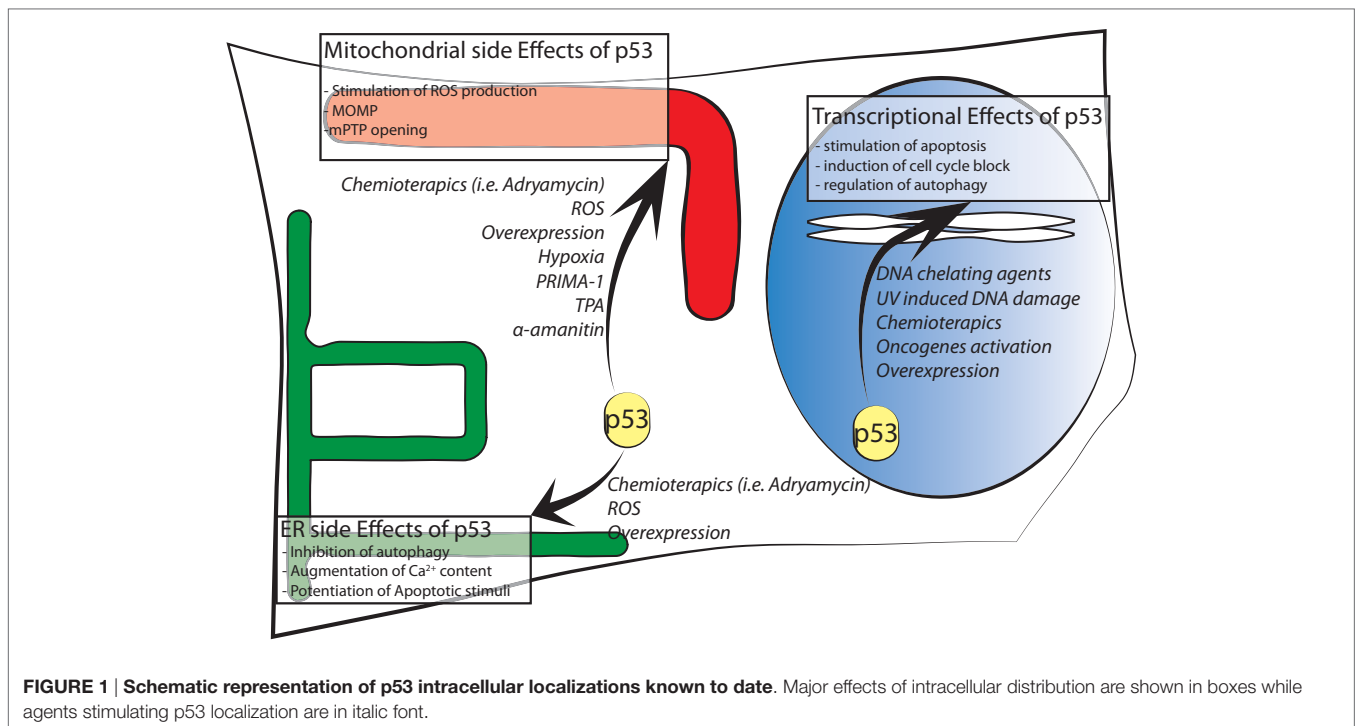 Mitochondrial side Effects of p53
- Stimulation of ROS production
- MOMP
-mPTP opening
Transcriptional Effects of p53
- stimulation of apoptosis
- induction of cell cycle block
- regulation of autophagy
Chemioterapics (i.e. Adryamycin)
ROS
Overexpression
Hypoxia
PRIMA-1
TPA
α-amanitin
DNA chelating agents
UV induced DNA damage
Chemioterapics
Oncogenes activation
Overexpression
p53
p53
Chemioterapics (i.e. Adryamycin)
ROS
Overexpression
ER side Effects of p53
- Inhibition of autophagy
- Augmentation of Ca²⁺ content
- Potentiation of Apoptotic stimuli
FIGURE 1 | Schematic representation of p53 intracellular localizations known to date. Major effects of intracellular distribution are shown in boxes while
agents stimulating p53 localization are in italic font.